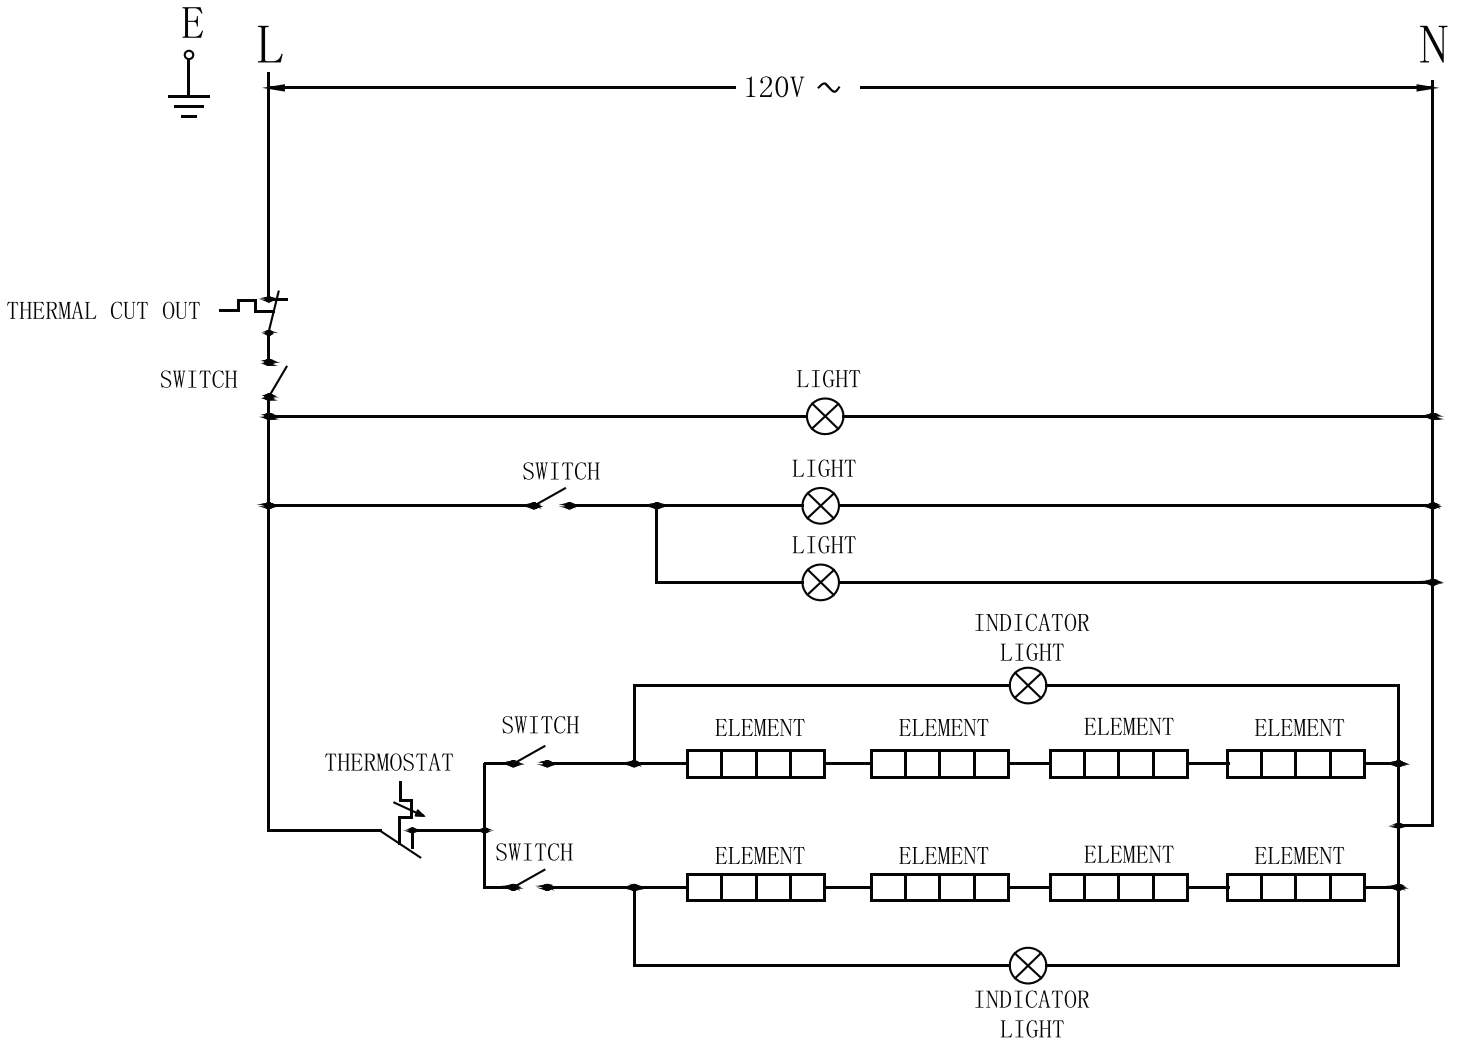 E
L
N
120V ~
THERMAL CUT OUT
SWITCH
LIGHT
SWITCH
LIGHT
LIGHT
INDICATOR
LIGHT
SWITCH
ELEMENT
ELEMENT
ELEMENT
ELEMENT
THERMOSTAT
SWITCH
ELEMENT
ELEMENT
ELEMENT
ELEMENT
INDICATOR
LIGHT